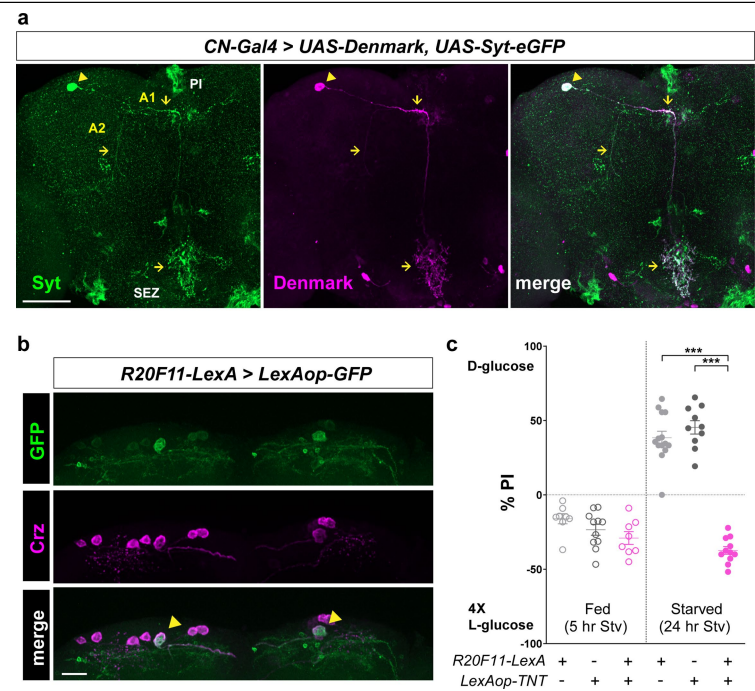 a
CN-Gal4 > UAS-Denmark, UAS-Syt-eGFP
PI
A1
A2
Syt
SEZ
Denmark
merge
b
R20F11-LexA > LexAop-GFP
GFP
Crz
merge
c
100
D-glucose
***
***
50
% PI
0
-50
4X
L-glucose
Fed
(5 hr Stv)
Starved
(24 hr Stv)
-100
R20F11-LexA + - + + - +
LexAop-TNT - + + - + +